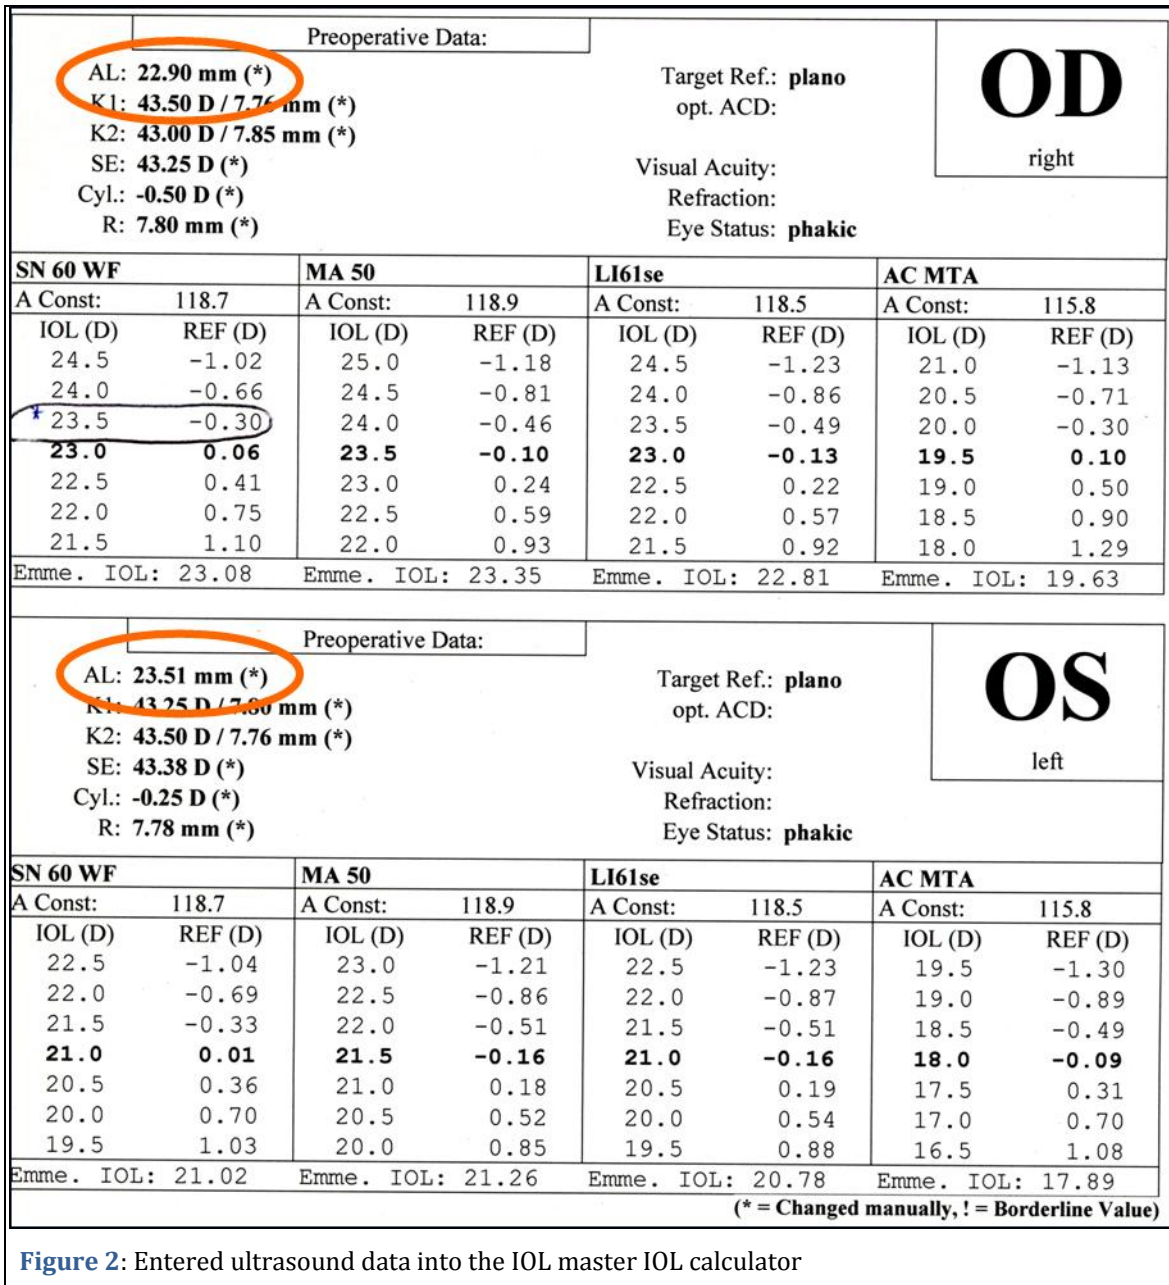 Preoperative Data:
AL: 22.90 mm (*)
K1: 43.50 D / 7.76 mm (*)
K2: 43.00 D / 7.85 mm (*)
SE: 43.25 D (*)
Cyl.: -0.50 D (*)
R: 7.80 mm (*)
Target Ref.: plano
opt. ACD:
Visual Acuity:
Refraction:
Eye Status: phakic
OD
right
SN 60 WF MA 50 LI61se AC MTA
A Const: 118.7 A Const: 118.9 A Const: 118.5 A Const: 115.8
IOL (D) REF (D) IOL (D) REF (D) IOL (D) REF (D) IOL (D) REF (D)
24.5 -1.02 25.0 -1.18 24.5 -1.23 21.0 -1.13
24.0 -0.66 24.5 -0.81 24.0 -0.86 20.5 -0.71
* 23.5 -0.30 24.0 -0.46 23.5 -0.49 20.0 -0.30
23.0 0.06 23.5 -0.10 23.0 -0.13 19.5 0.10
22.5 0.41 23.0 0.24 22.5 0.22 19.0 0.50
22.0 0.75 22.5 0.59 22.0 0.57 18.5 0.90
21.5 1.10 22.0 0.93 21.5 0.92 18.0 1.29
Emme. IOL: 23.08 Emme. IOL: 23.35 Emme. IOL: 22.81 Emme. IOL: 19.63
Preoperative Data:
AL: 23.51 mm (*)
K1: 43.25 D / 7.80 mm (*)
K2: 43.50 D / 7.76 mm (*)
SE: 43.38 D (*)
Cyl.: -0.25 D (*)
R: 7.78 mm (*)
Target Ref.: plano
opt. ACD:
Visual Acuity:
Refraction:
Eye Status: phakic
OS
left
SN 60 WF MA 50 LI61se AC MTA
A Const: 118.7 A Const: 118.9 A Const: 118.5 A Const: 115.8
IOL (D) REF (D) IOL (D) REF (D) IOL (D) REF (D) IOL (D) REF (D)
22.5 -1.04 23.0 -1.21 22.5 -1.23 19.5 -1.30
22.0 -0.69 22.5 -0.86 22.0 -0.87 19.0 -0.89
21.5 -0.33 22.0 -0.51 21.5 -0.51 18.5 -0.49
21.0 0.01 21.5 -0.16 21.0 -0.16 18.0 -0.09
20.5 0.36 21.0 0.18 20.5 0.19 17.5 0.31
20.0 0.70 20.5 0.52 20.0 0.54 17.0 0.70
19.5 1.03 20.0 0.85 19.5 0.88 16.5 1.08
Emme. IOL: 21.02 Emme. IOL: 21.26 Emme. IOL: 20.78 Emme. IOL: 17.89
(* = Changed manually, ! = Borderline Value)
Figure 2: Entered ultrasound data into the IOL master IOL calculator